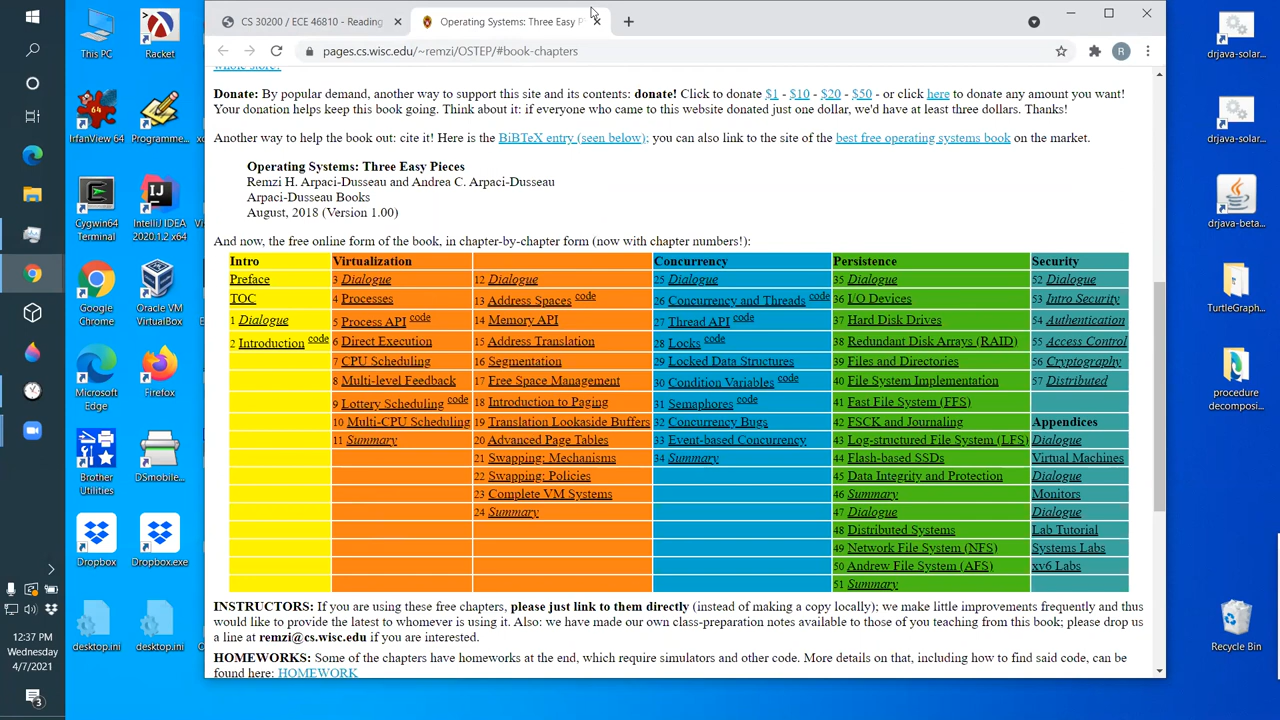 CS 30200 / ECE 46810 - Reading
Operating Systems: Three Easy P
pages.cs.wisc.edu/~remzi/OSTEP/#book-chapters
R
whole store!
Donate: By popular demand, another way to support this site and its contents: donate! Click to donate $1 - $10 - $20 - $50 - or click here to donate any amount you want!
Your donation helps keep this book going. Think about it: if everyone who came to this website donated just one dollar, we'd have at least three dollars. Thanks!
Another way to help the book out: cite it! Here is the BiBTeX entry (seen below); you can also link to the site of the best free operating systems book on the market.
Operating Systems: Three Easy Pieces
Remzi H. Arpaci-Dusseau and Andrea C. Arpaci-Dusseau
Arpaci-Dusseau Books
August, 2018 (Version 1.00)
And now, the free online form of the book, in chapter-by-chapter form (now with chapter numbers!):
Intro Virtualization Concurrency Persistence Security
Preface 3 Dialogue 12 Dialogue 25 Dialogue 35 Dialogue 52 Dialogue
TOC 4 Processes 13 Address Spaces code 26 Concurrency and Threads code 36 I/O Devices 53 Intro Security
1 Dialogue 5 Process API code 14 Memory API 27 Thread API code 37 Hard Disk Drives 54 Authentication
2 Introduction code 6 Direct Execution 15 Address Translation 28 Locks code 38 Redundant Disk Arrays (RAID) 55 Access Control
7 CPU Scheduling 16 Segmentation 29 Locked Data Structures 39 Files and Directories 56 Cryptography
8 Multi-level Feedback 17 Free Space Management 30 Condition Variables code 40 File System Implementation 57 Distributed
9 Lottery Scheduling code 18 Introduction to Paging 31 Semaphores code 41 Fast File System (FFS)
10 Multi-CPU Scheduling 19 Translation Lookaside Buffers 32 Concurrency Bugs 42 FSCK and Journaling Appendices
11 Summary 20 Advanced Page Tables 33 Event-based Concurrency 43 Log-structured File System (LFS) Dialogue
21 Swapping: Mechanisms 34 Summary 44 Flash-based SSDs Virtual Machines
22 Swapping: Policies 45 Data Integrity and Protection Dialogue
23 Complete VM Systems 46 Summary Monitors
24 Summary 47 Dialogue Dialogue
48 Distributed Systems Lab Tutorial
49 Network File System (NFS) Systems Labs
50 Andrew File System (AFS) xv6 Labs
51 Summary
INSTRUCTORS: If you are using these free chapters, please just link to them directly (instead of making a copy locally); we make little improvements frequently and thus
would like to provide the latest to whomever is using it. Also: we have made our own class-preparation notes available to those of you teaching from this book; please drop us
a line at remzi@cs.wisc.edu if you are interested.
HOMEWORKS: Some of the chapters have homeworks at the end, which require simulators and other code. More details on that, including how to find said code, can be
found here: HOMEWORK
This PC
Racket
IrfanView 64
Programme...
Cygwin64
Terminal
IntelliJ IDEA
2020.1.2 x64
Google
Chrome
Oracle VM
VirtualBox
Microsoft
Edge
Firefox
Brother
Utilities
DSmobile...
Dropbox
Dropbox.exe
desktop.ini
desktop.ini
12:37 PM
Wednesday
4/7/2021
3
drjava-solar...
drjava-solar...
drjava-beta...
TurtleGraph...
procedure
decomposi...
Recycle Bin